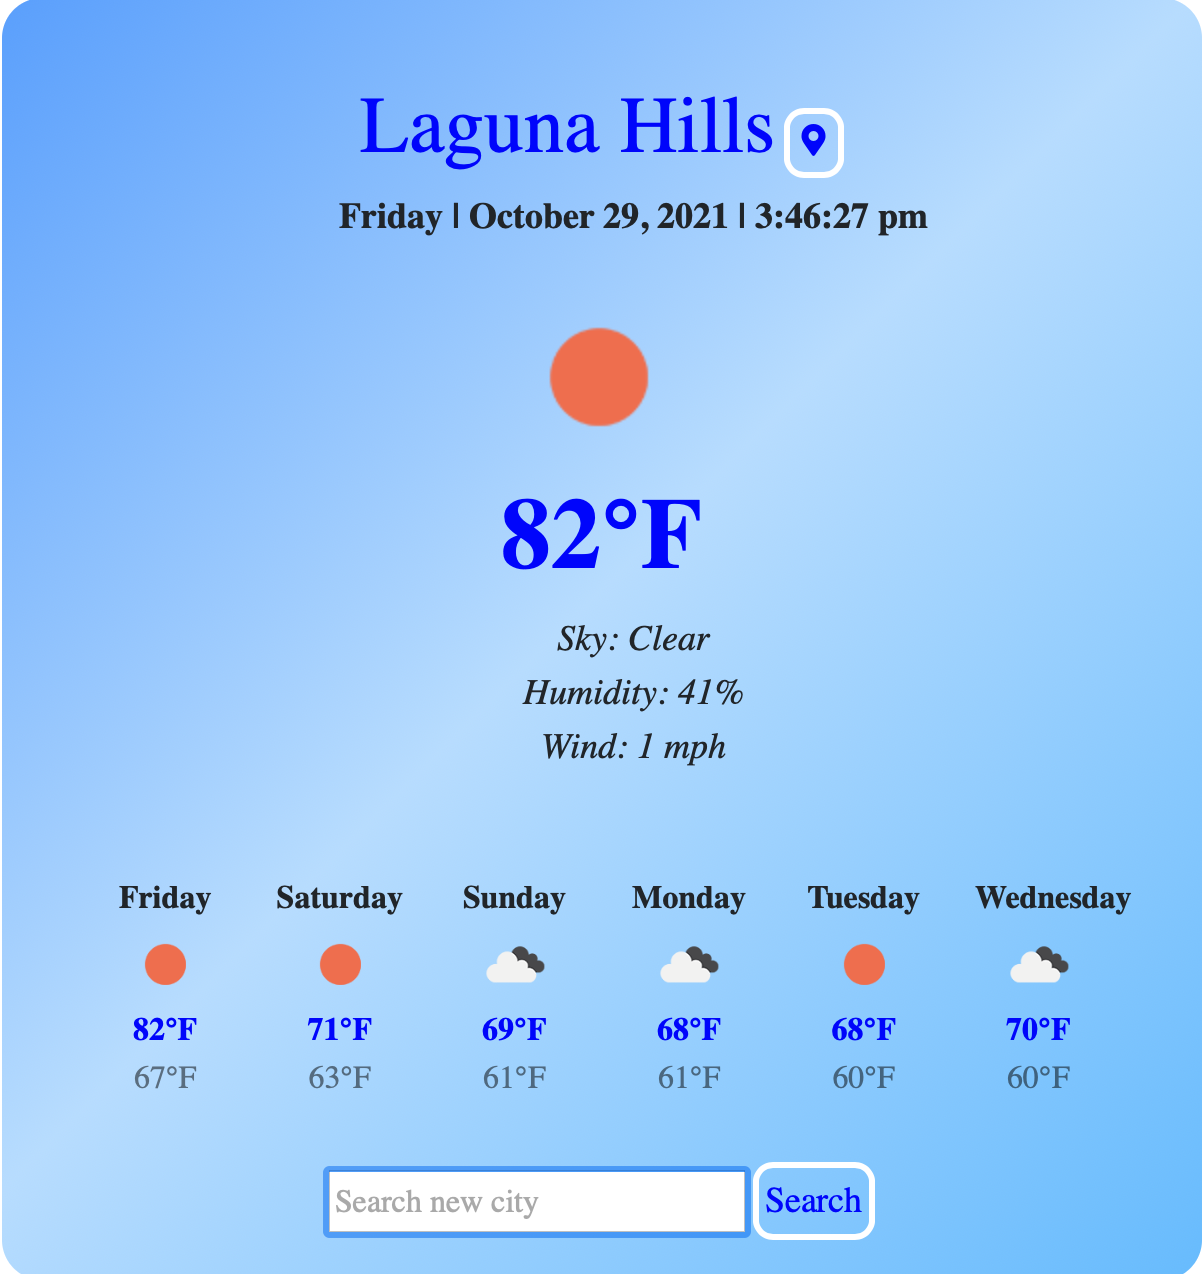 Laguna Hills
Friday | October 29, 2021 | 3:46:27 pm
82°F
Sky: Clear
Humidity: 41%
Wind: 1 mph
Friday Saturday Sunday Monday Tuesday Wednesday
82°F 71°F 69°F 68°F 68°F 70°F
67°F 63°F 61°F 61°F 60°F 60°F
Search new city Search